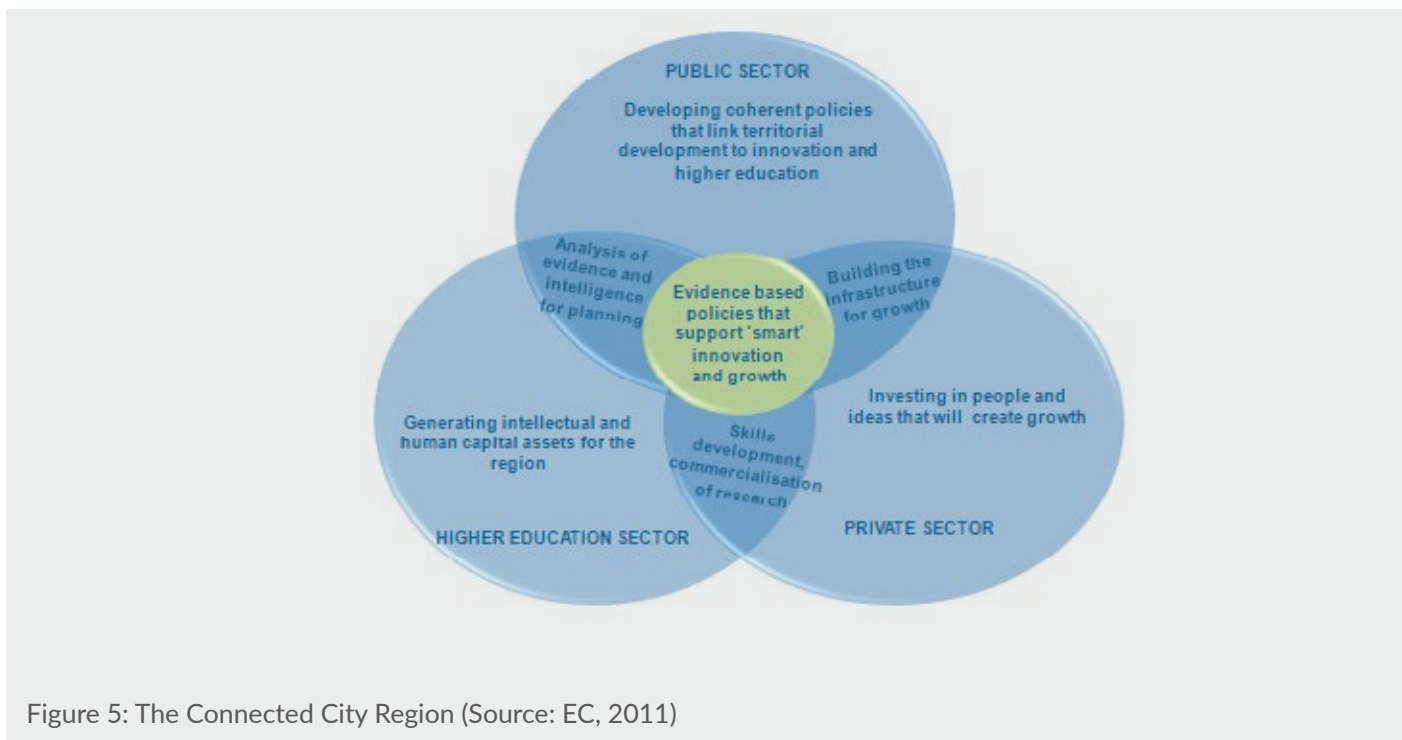 PUBLIC SECTOR
Developing coherent policies
that link territorial
development to innovation and
higher education
Analysis of
evidence and
intelligence
for planning
Evidence based
policies that
support 'smart'
innovation
and growth
Building the
infrastructure
for growth
Generating intellectual and
human capital assets for the
region
Investing in people and
ideas that will create growth
Skills
development,
commercialisation
of research
HIGHER EDUCATION SECTOR
PRIVATE SECTOR
Figure 5: The Connected City Region (Source: EC, 2011)